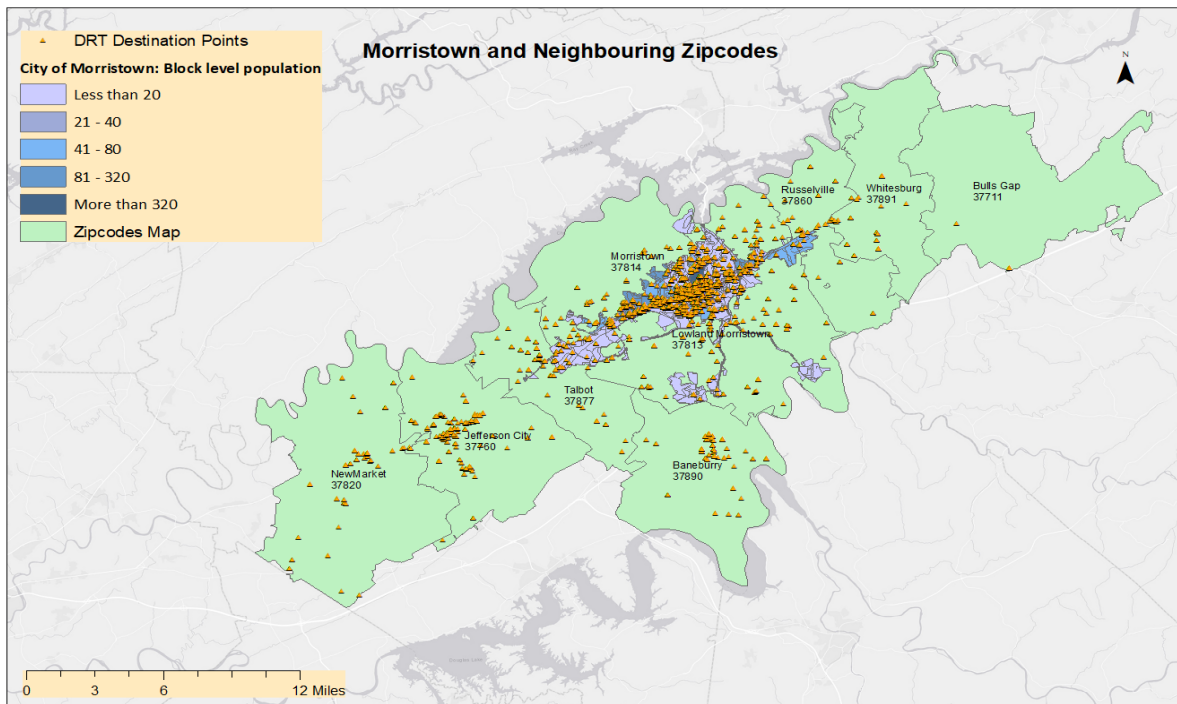 Morristown and Neighbouring Zipcodes
DRT Destination Points
City of Morristown: Block level population
Less than 20
21 - 40
41 - 80
81 - 320
More than 320
Zipcodes Map
N
Russelville
37860
Whitesburg
37891
Bulls Gap
37711
Morristown
37814
Lowland Morristown
37813
Talbot
37877
Jefferson City
37760
NewMarket
37820
Baneburry
37890
0 3 6 12 Miles